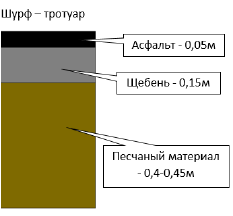 Шурф – тротуар
Асфальт - 0,05м
Щебень - 0,15м
Песчаный материал
- 0,4-0,45м